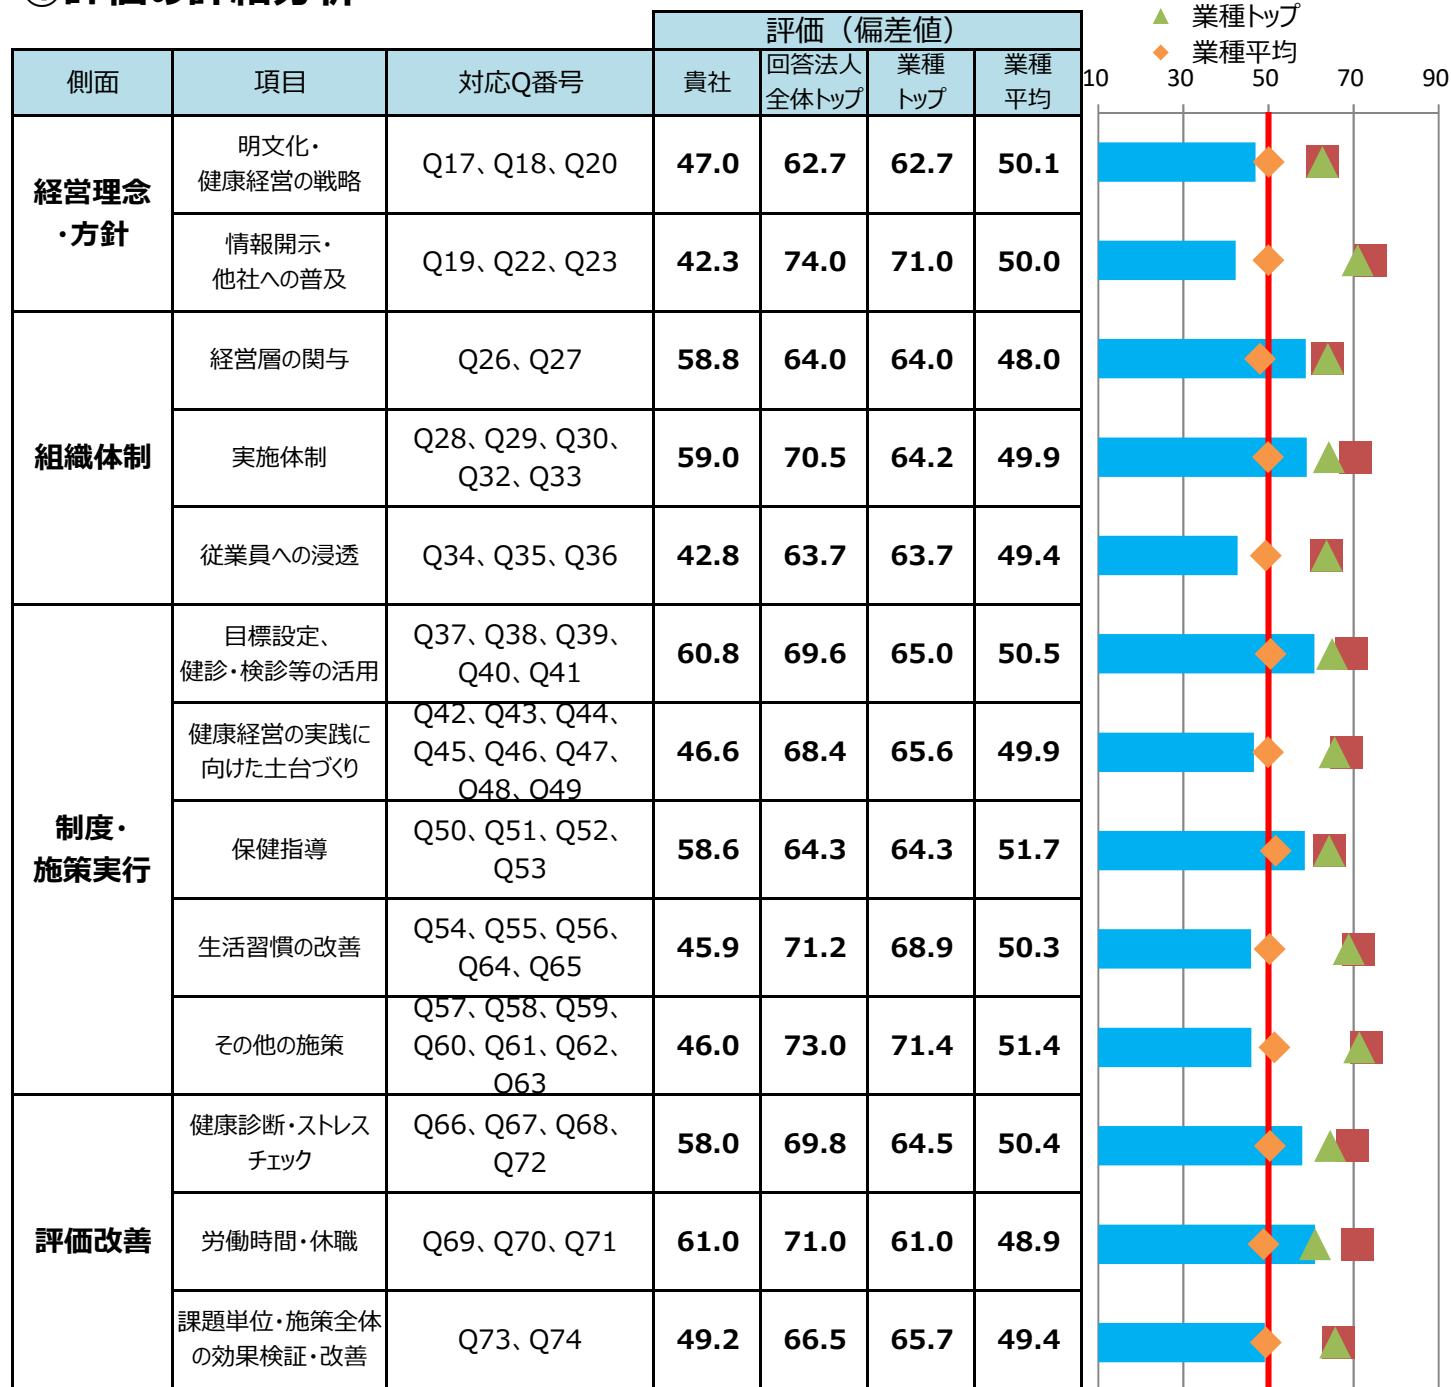 ①評価の詳細分析
▲ 業種トップ
◆ 業種平均
評価（偏差値）
側面 項目 対応Q番号 貴社 回答法人 業種 業種
全体トップ トップ 平均
10 30 50 70 90
経営理念
・方針
明文化・
健康経営の戦略
Q17、Q18、Q20 47.0 62.7 62.7 50.1
情報開示・
他社への普及
Q19、Q22、Q23 42.3 74.0 71.0 50.0
組織体制
経営層の関与 Q26、Q27 58.8 64.0 64.0 48.0
実施体制
Q28、Q29、Q30、
Q32、Q33
59.0 70.5 64.2 49.9
従業員への浸透 Q34、Q35、Q36 42.8 63.7 63.7 49.4
制度・
施策実行
目標設定、
健診・検診等の活用
Q37、Q38、Q39、
Q40、Q41
60.8 69.6 65.0 50.5
健康経営の実践に
向けた土台づくり
Q42、Q43、Q44、
Q45、Q46、Q47、
Q48、Q49
46.6 68.4 65.6 49.9
保健指導
Q50、Q51、Q52、
Q53
58.6 64.3 64.3 51.7
生活習慣の改善
Q54、Q55、Q56、
Q64、Q65
45.9 71.2 68.9 50.3
その他の施策
Q57、Q58、Q59、
Q60、Q61、Q62、
Q63
46.0 73.0 71.4 51.4
評価改善
健康診断・ストレス
チェック
Q66、Q67、Q68、
Q72
58.0 69.8 64.5 50.4
労働時間・休職 Q69、Q70、Q71 61.0 71.0 61.0 48.9
課題単位・施策全体
の効果検証・改善
Q73、Q74 49.2 66.5 65.7 49.4